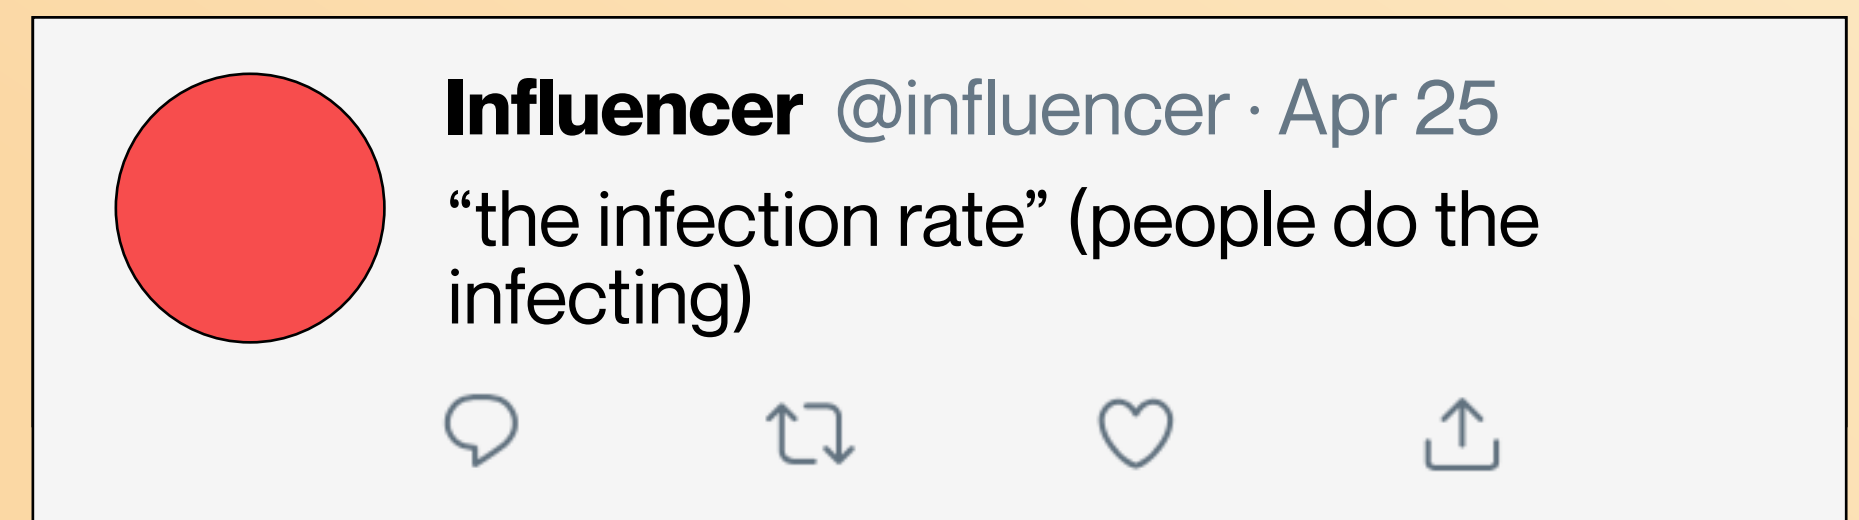 Influencer @influencer · Apr 25
“the infection rate” (people do the
infecting)